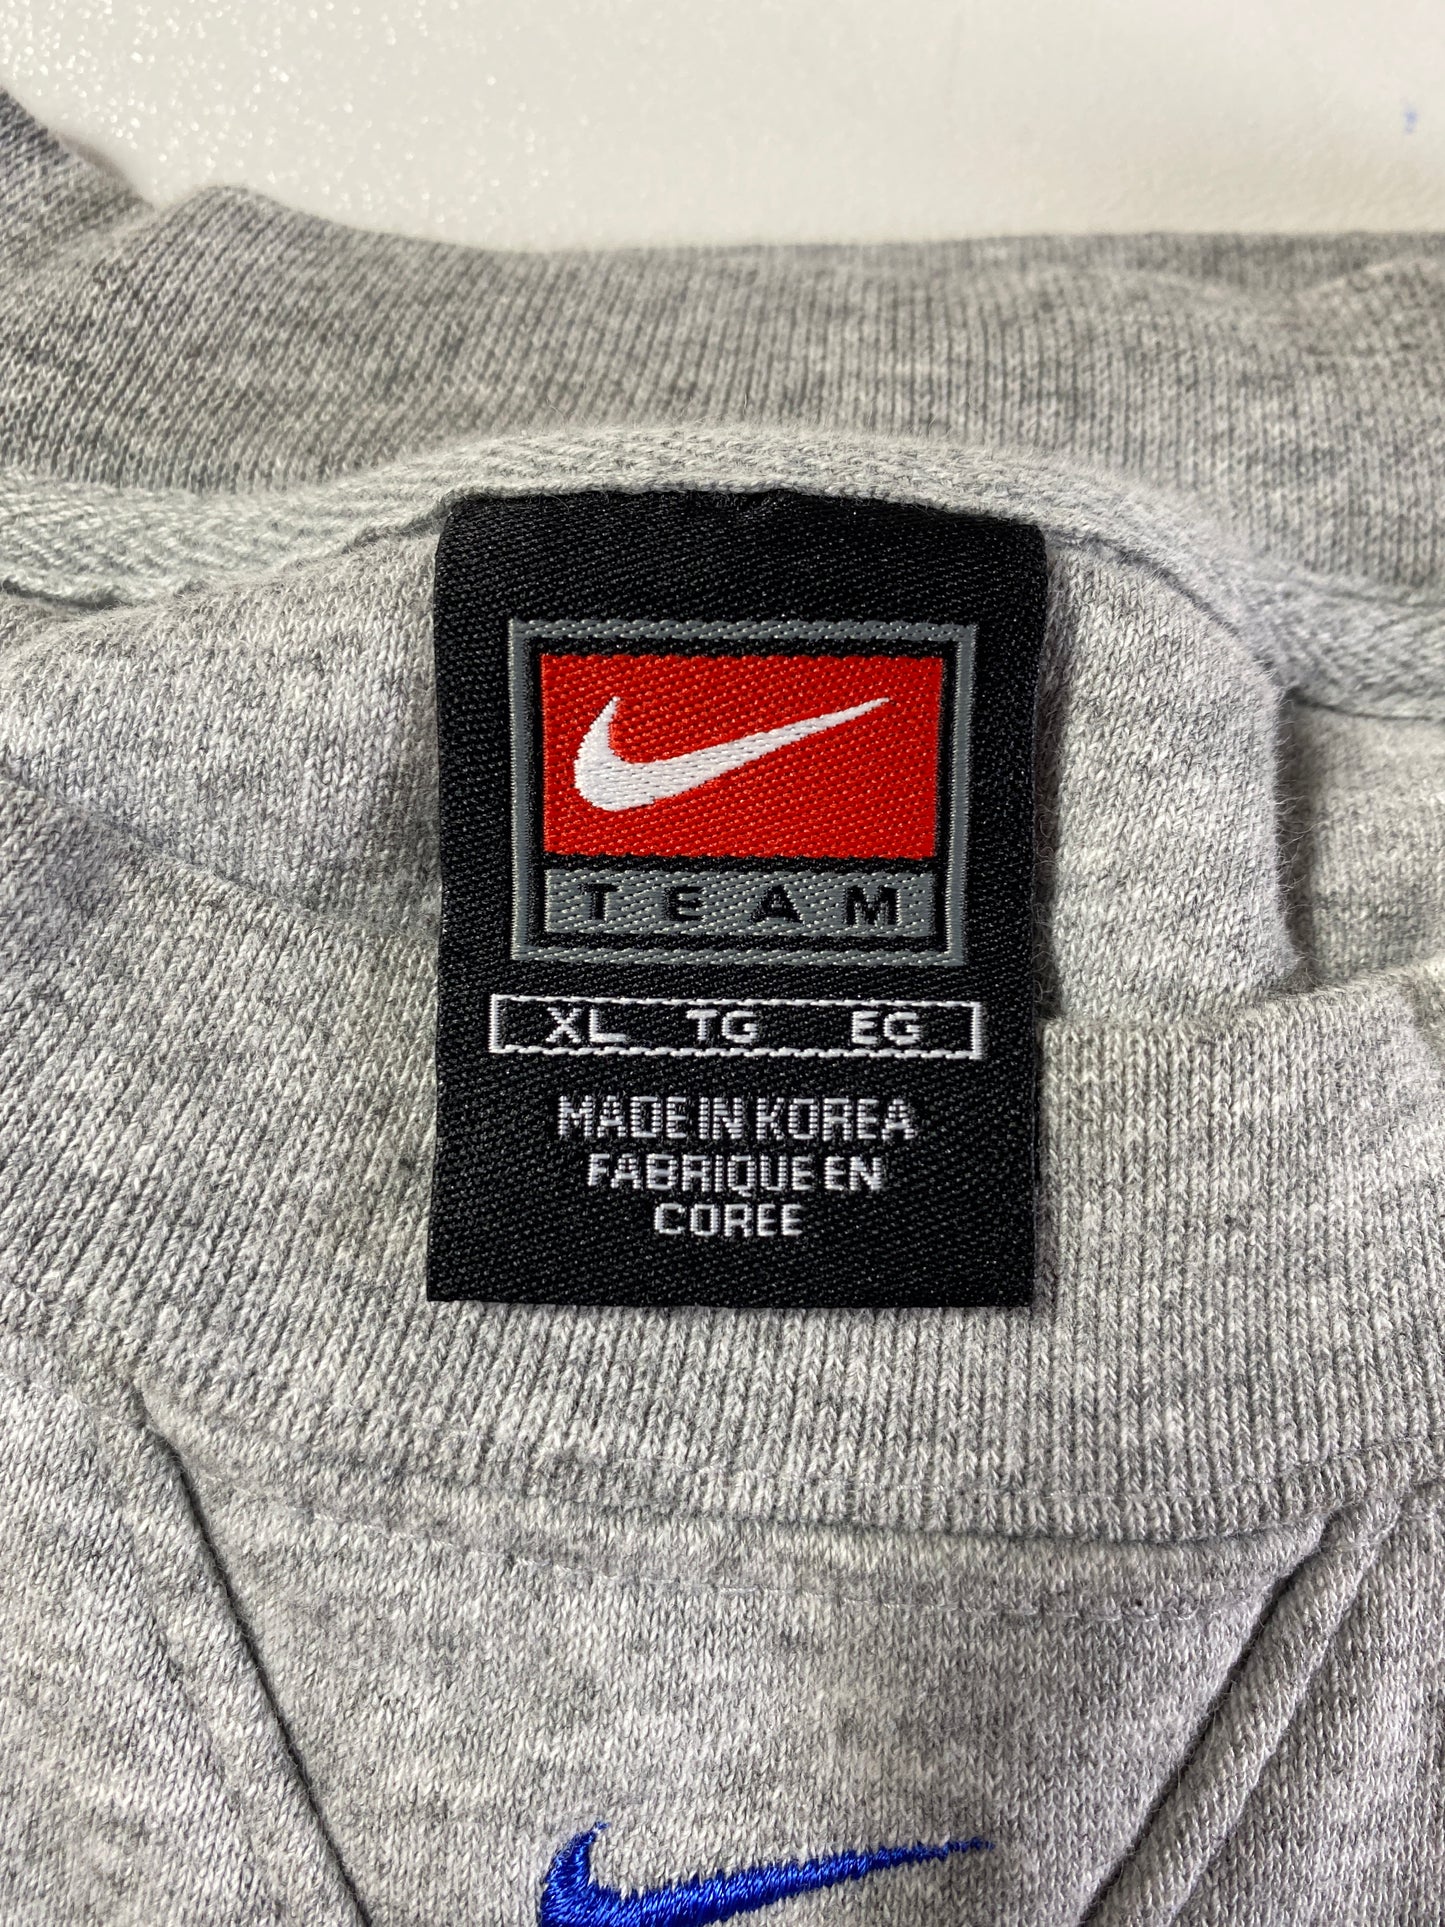 TEAM
XL TG EG
MADE IN KOREA
FABRIQUE EN
COREE